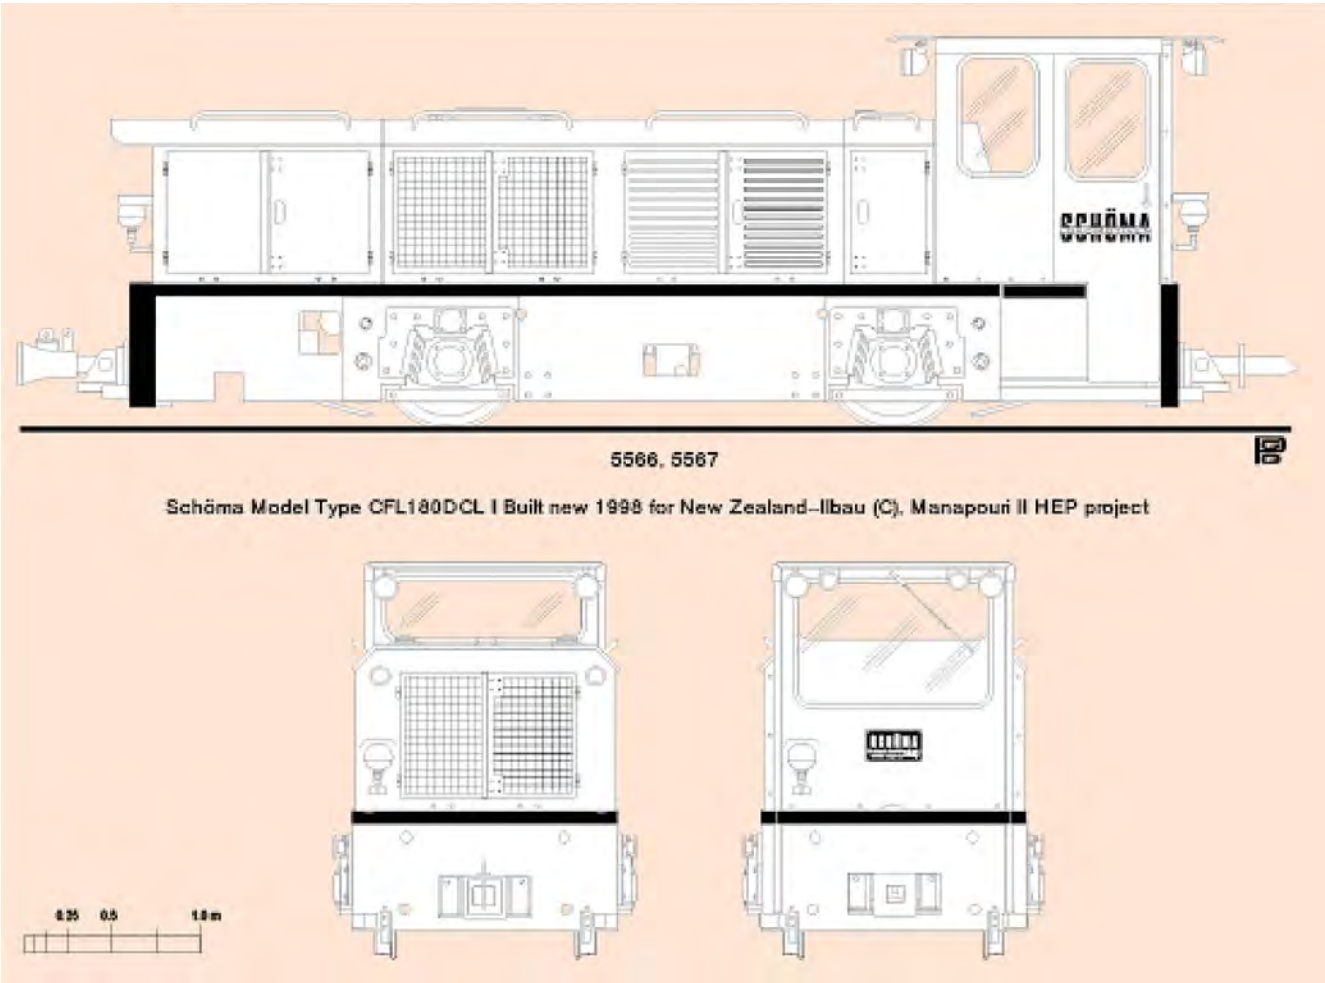 SCHÖMA
5566, 5567
Schöma Model Type CFL180DCL I Built new 1998 for New Zealand–Ilbau (C), Manapouri II HEP project
SCHÖMA
0.25 0.5 1.0 m